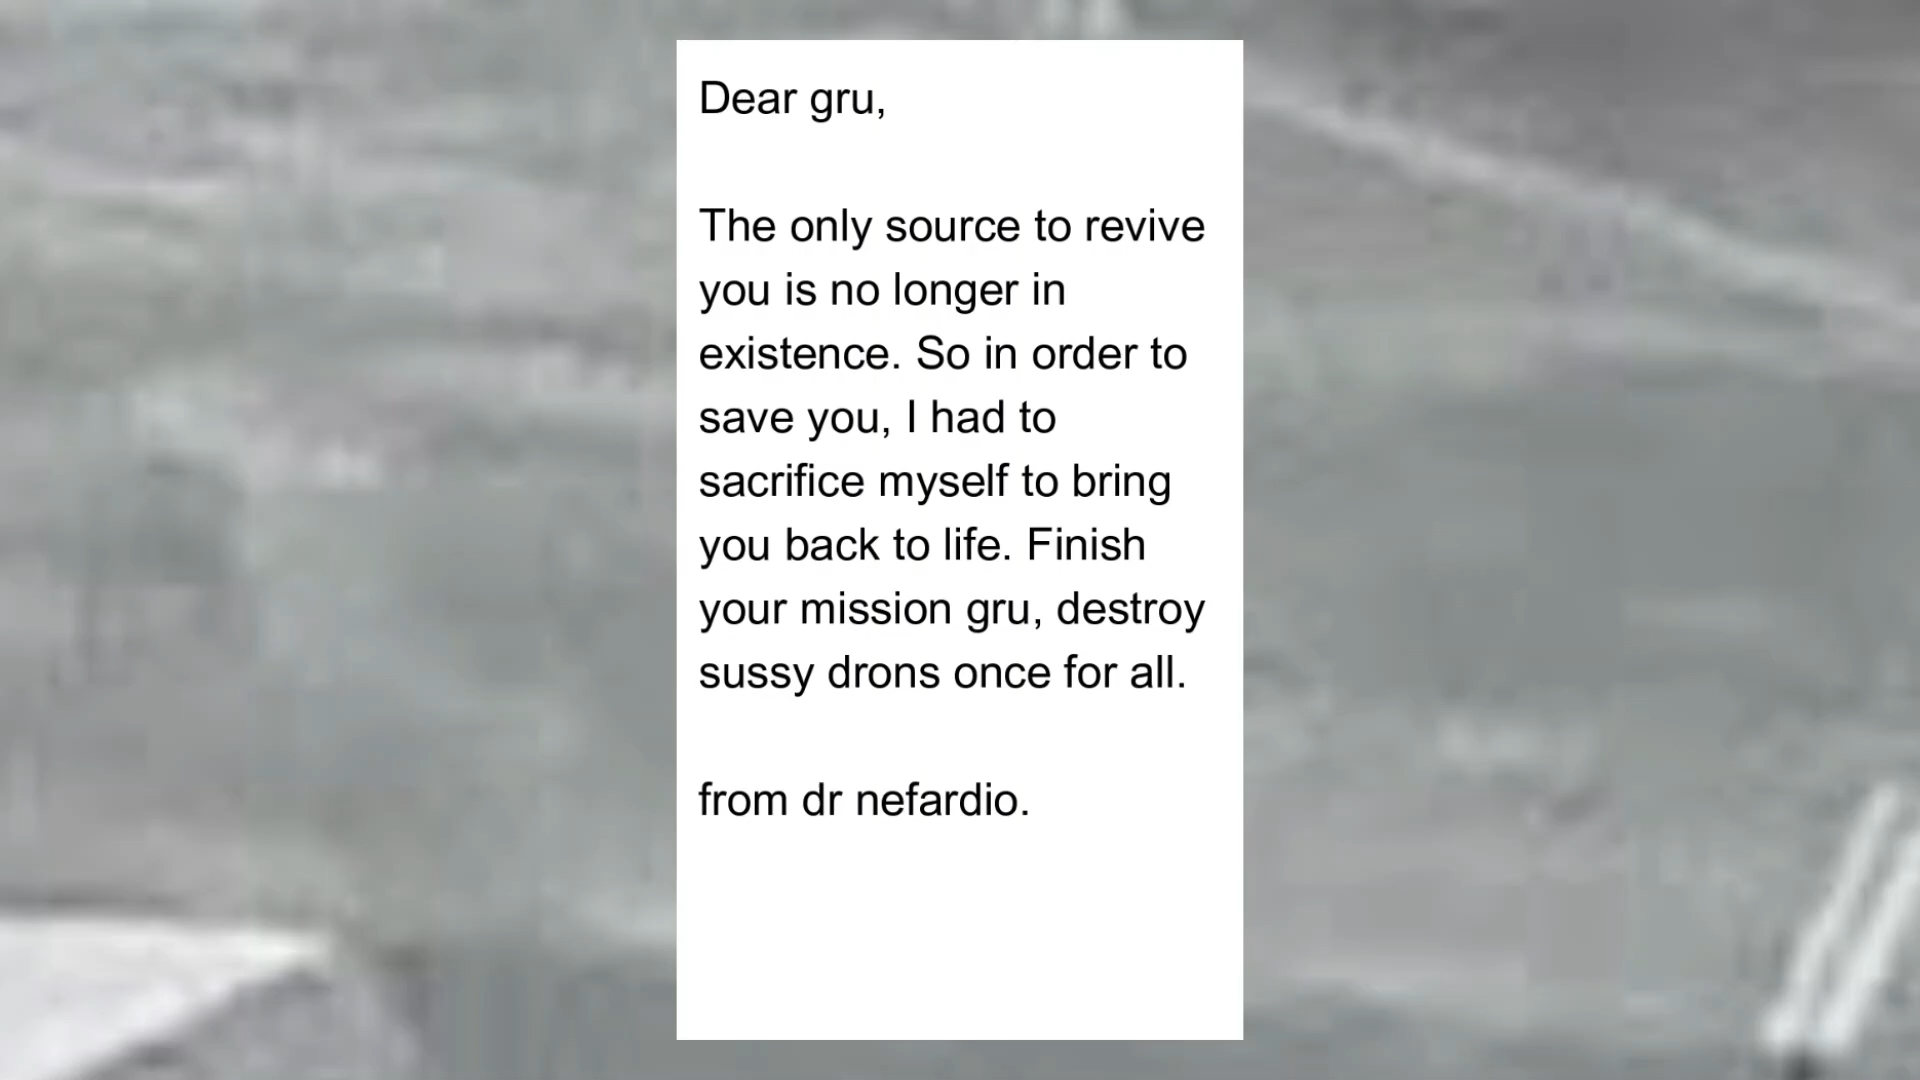 Dear gru,
The only source to revive
you is no longer in
existence. So in order to
save you, I had to
sacrifice myself to bring
you back to life. Finish
your mission gru, destroy
sussy drons once for all.
from dr nefardio.